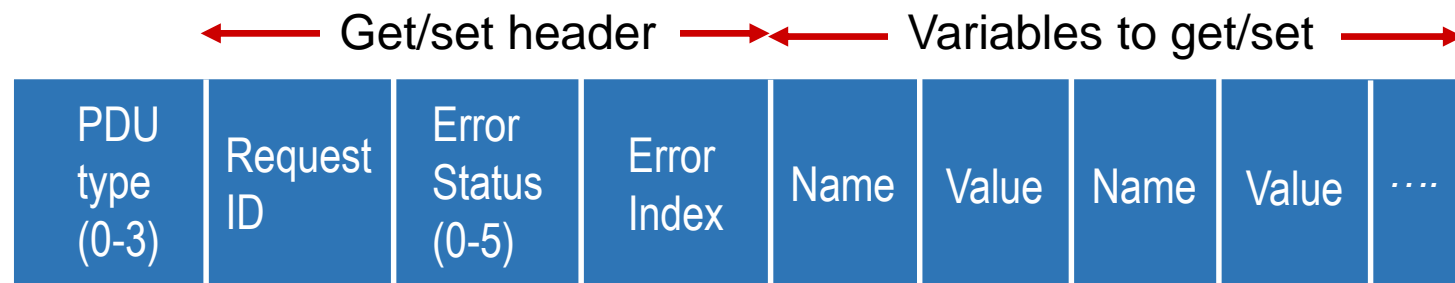 Get/set header
Variables to get/set
PDU
type
(0-3)
Request
ID
Error
Status
(0-5)
Error
Index
Name
Value
Name
Value
....